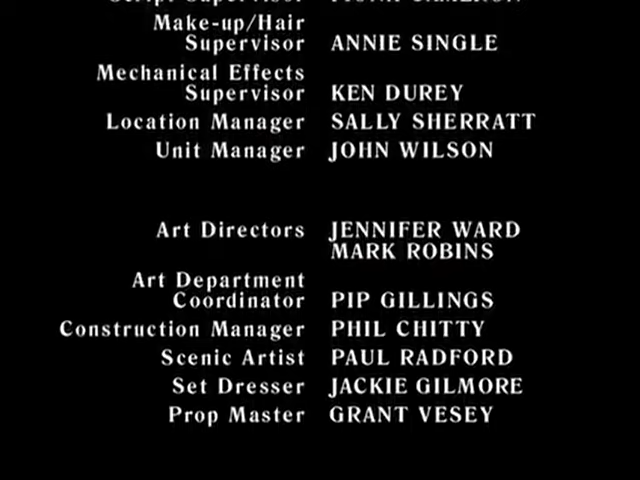 Make-up/Hair
Supervisor ANNIE SINGLE
Mechanical Effects
Supervisor KEN DUREY
Location Manager SALLY SHERRATT
Unit Manager JOHN WILSON
Art Directors JENNIFER WARD
MARK ROBINS
Art Department
Coordinator PIP GILLINGS
Construction Manager PHIL CHITTY
Scenic Artist PAUL RADFORD
Set Dresser JACKIE GILMORE
Prop Master GRANT VESEY